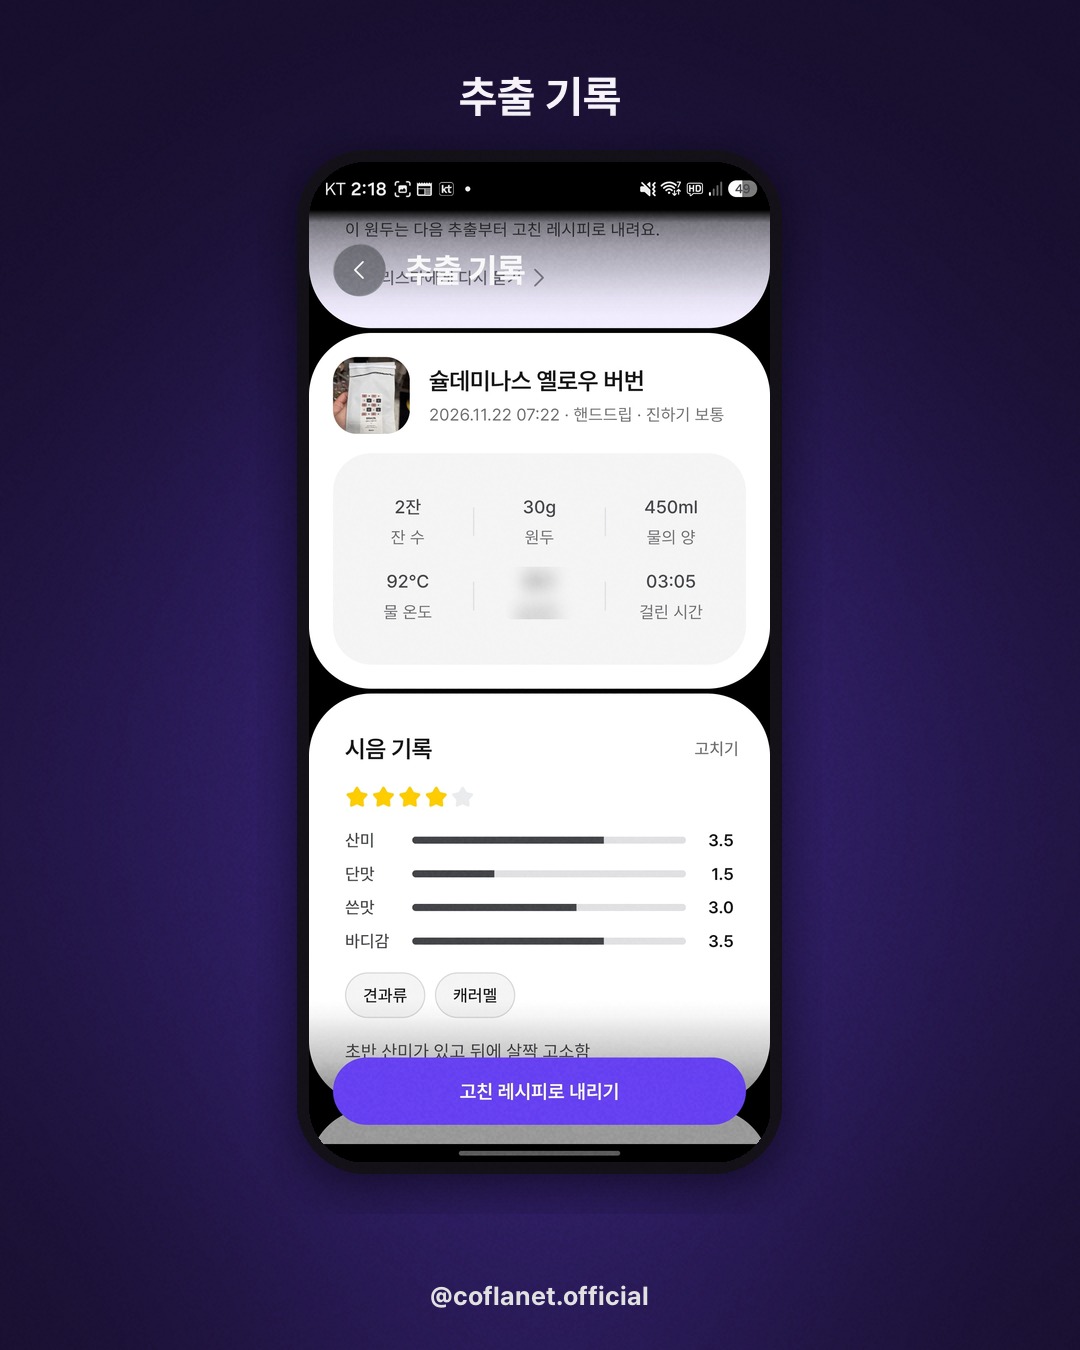 추출 기록
KT 2:18 kt HD 49
이 원두는 다음 추출부터 고친 레시피로 내려요.
추출 기록
다시
슐데미나스 옐로우 버번
2026.11.22 07:22 · 핸드드립 · 진하기 보통
2잔 30g 450ml
잔 수 원두 물의 양
92°C 03:05
물 온도 걸린 시간
시음 기록 고치기
산미 3.5
단맛 1.5
쓴맛 3.0
바디감 3.5
견과류 캐러멜
초반 산미가 있고 뒤에 살짝 고소함
고친 레시피로 내리기
@coflanet.official